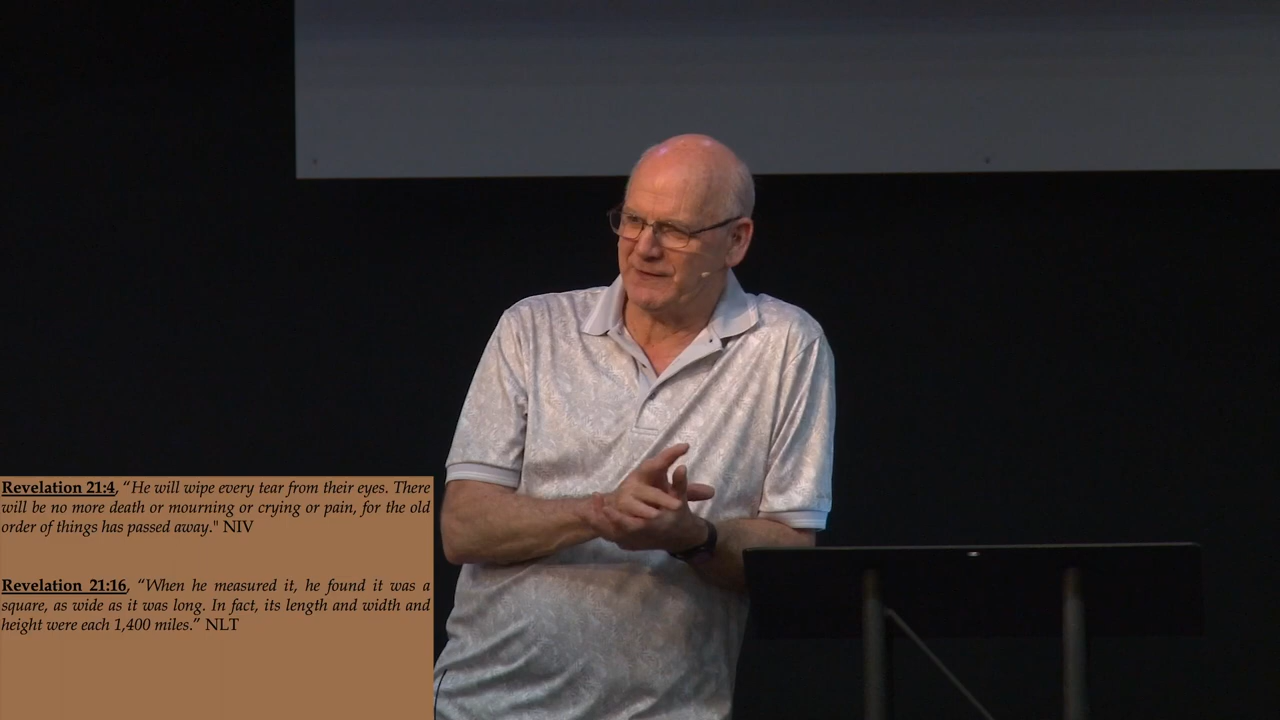 Revelation 21:4, “He will wipe every tear from their eyes. There
will be no more death or mourning or crying or pain, for the old
order of things has passed away." NIV
Revelation 21:16, “When he measured it, he found it was a
square, as wide as it was long. In fact, its length and width and
height were each 1,400 miles.” NLT